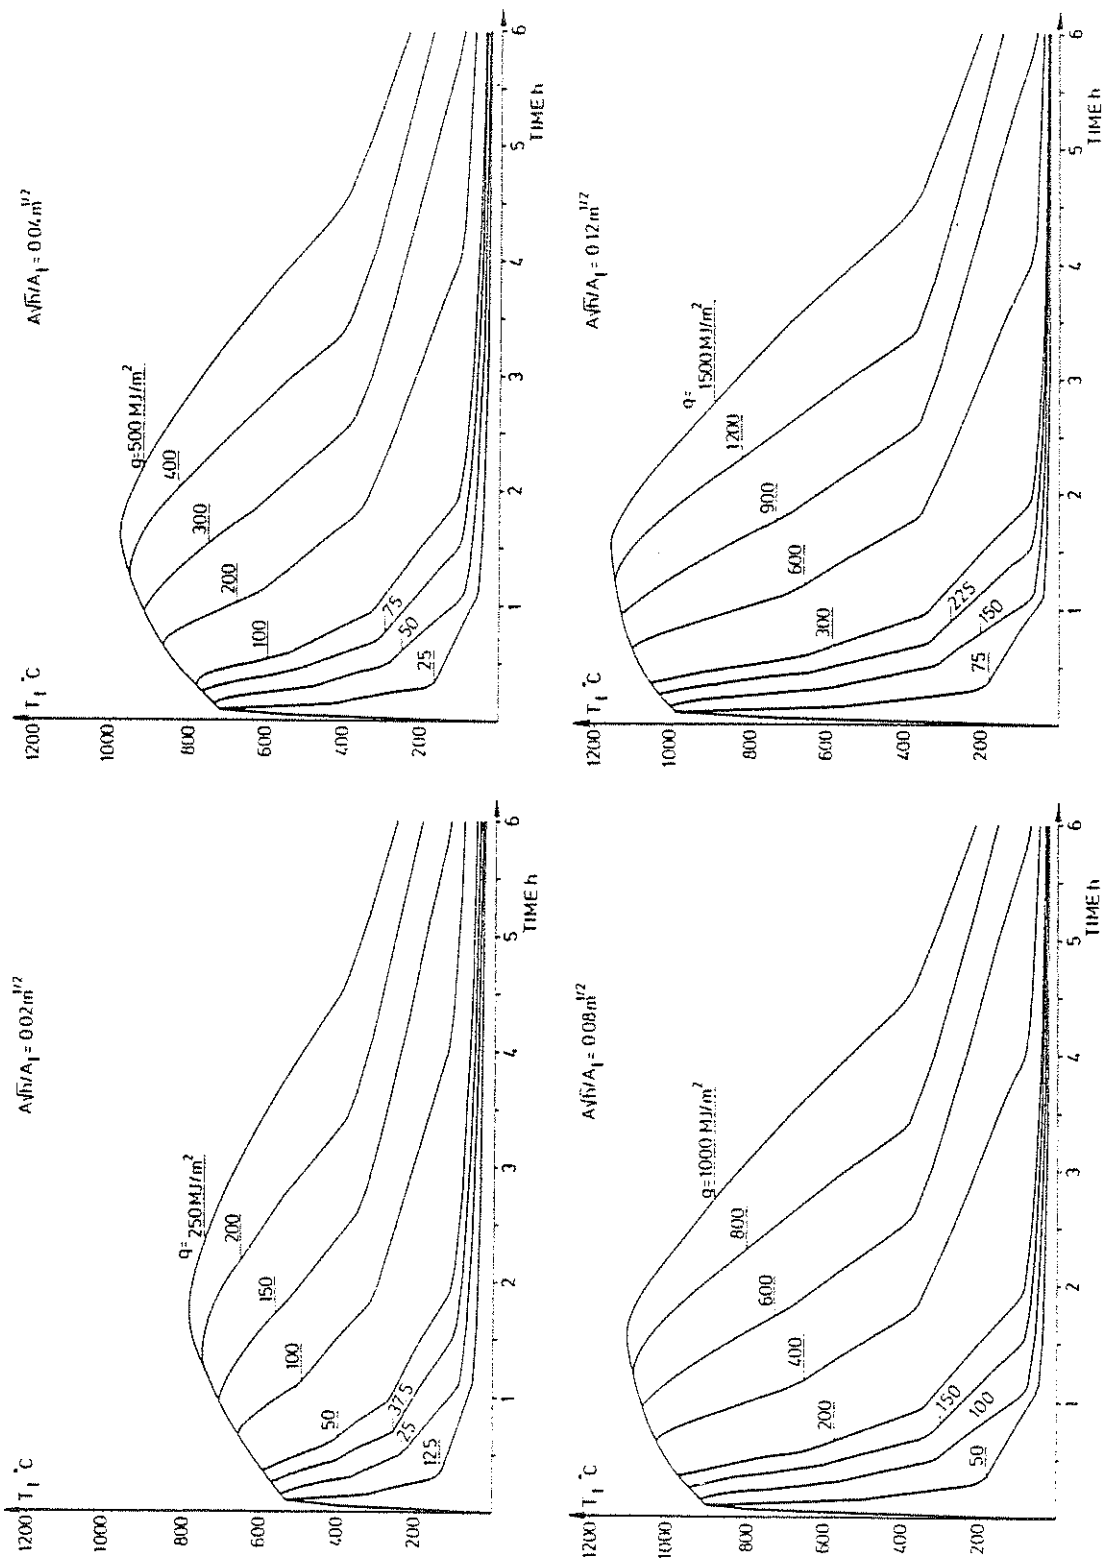 T_t °C
A√h/A_t = 0.02 m^1/2
1200
1000
800
600
400
200
q=
250 MJ/m²
200
150
100
50
37.5
25
12.5
1 2 3 4 5 6
TIME h
T_t °C
A√h/A_t = 0.04 m^1/2
1200
1000
800
600
400
200
q=500 MJ/m²
400
300
200
100
75
50
25
1 2 3 4 5 6
TIME h
T_t °C
A√h/A_t = 0.08 m^1/2
1200
1000
800
600
400
200
q=1000 MJ/m²
800
600
400
200
150
100
50
1 2 3 4 5 6
TIME h
T_t °C
A√h/A_t = 0.12 m^1/2
1200
1000
800
600
400
200
q=
1500 MJ/m²
1200
900
600
300
225
150
75
1 2 3 4 5 6
TIME h